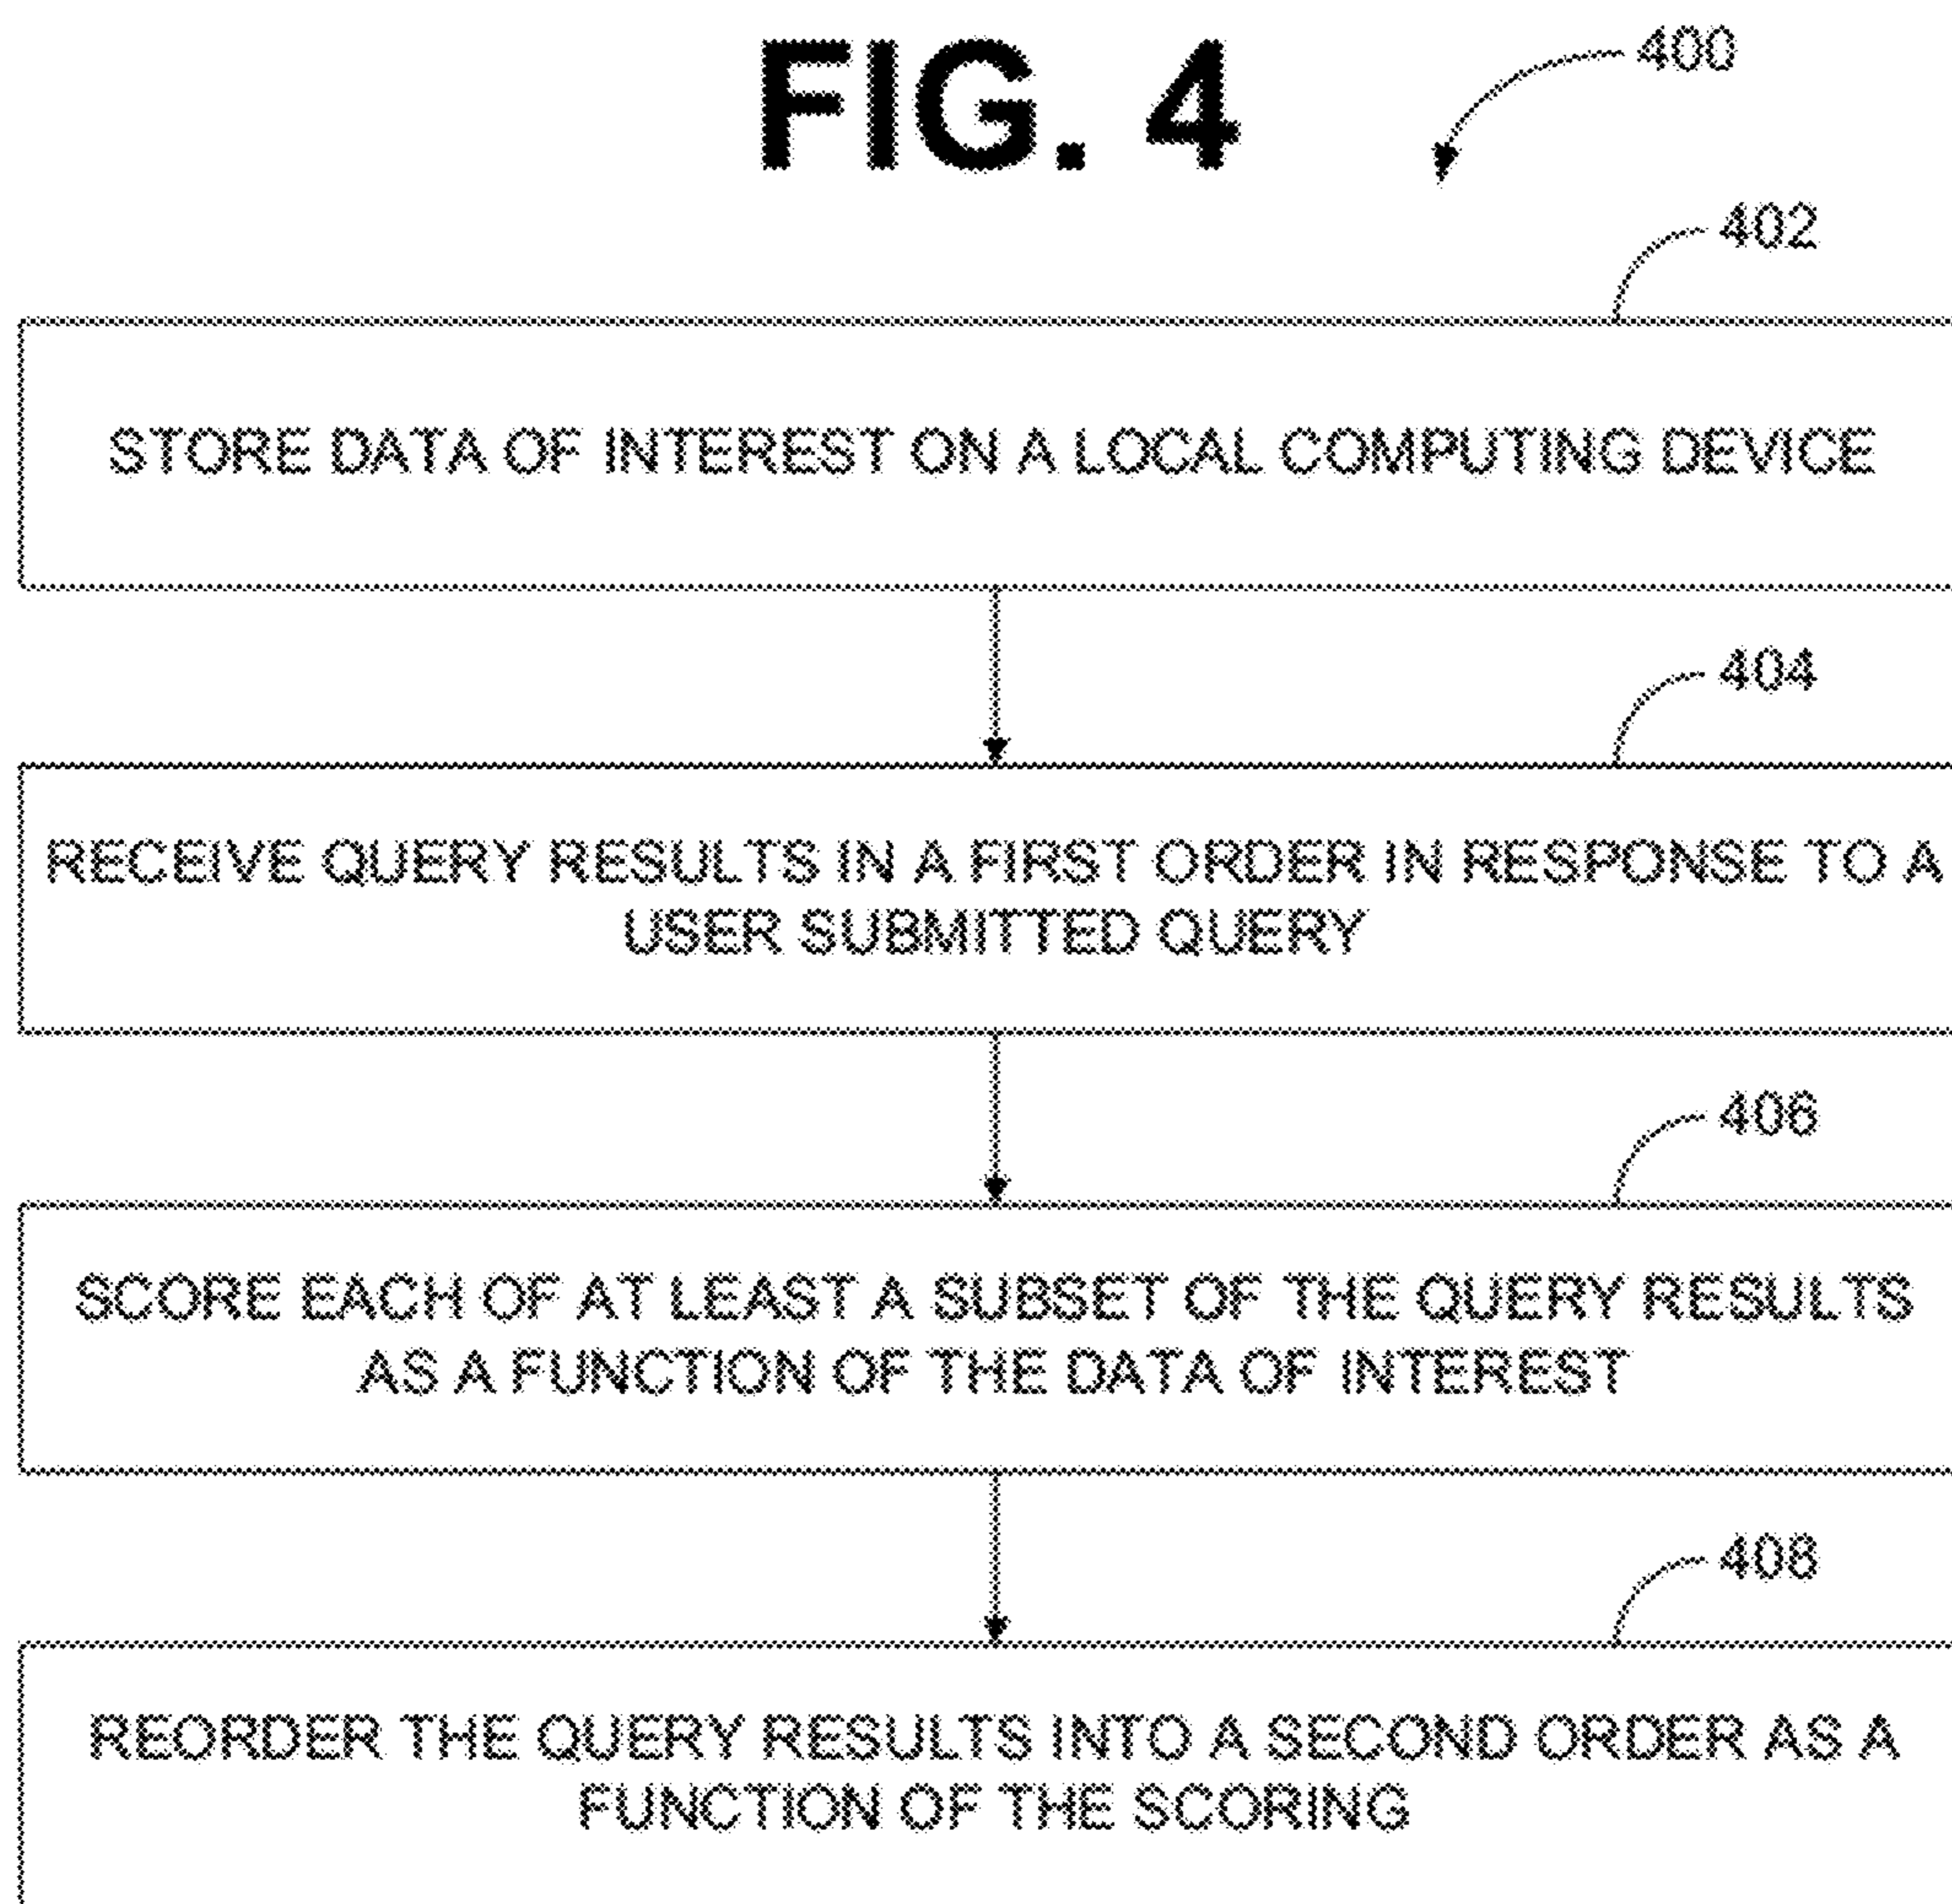 FIG. 4
400
402
STORE DATA OF INTEREST ON A LOCAL COMPUTING DEVICE
404
RECEIVE QUERY RESULTS IN A FIRST ORDER IN RESPONSE TO A
USER SUBMITTED QUERY
406
SCORE EACH OF AT LEAST A SUBSET OF THE QUERY RESULTS
AS A FUNCTION OF THE DATA OF INTEREST
408
REORDER THE QUERY RESULTS INTO A SECOND ORDER AS A
FUNCTION OF THE SCORING